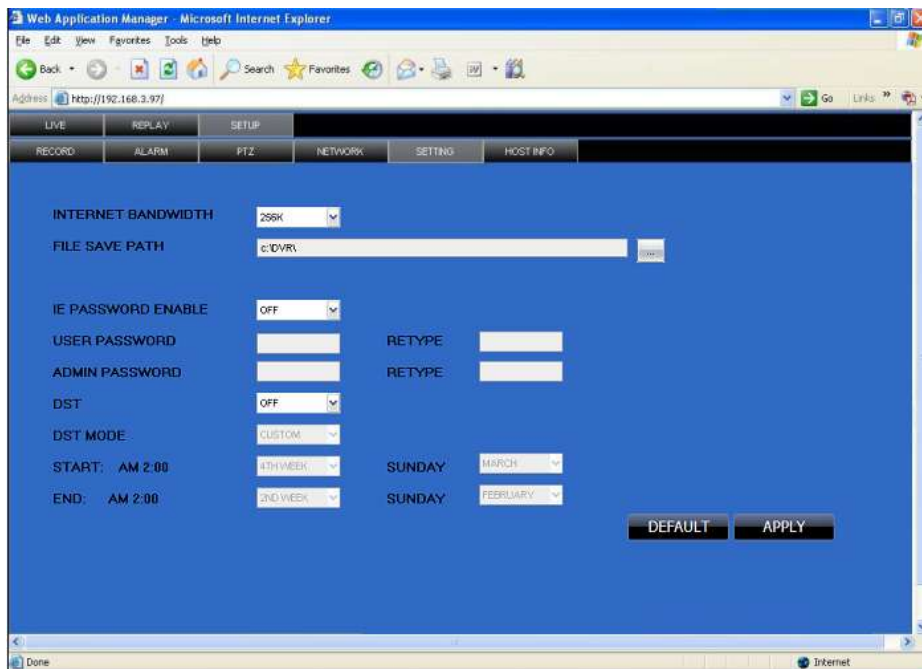 Web Application Manager - Microsoft Internet Explorer
File Edit View Favorites Tools Help
Back Search Favorites
Address http://192.168.3.97/ Go Links »
LIVE REPLAY SETUP
RECORD ALARM PTZ NETWORK SETTING HOST INFO
INTERNET BANDWIDTH 256K
FILE SAVE PATH c:\DVR\ ...
IE PASSWORD ENABLE OFF
USER PASSWORD RETYPE
ADMIN PASSWORD RETYPE
DST OFF
DST MODE CUSTOM
START: AM 2:00 4TH WEEK SUNDAY MARCH
END: AM 2:00 2ND WEEK SUNDAY FEBRUARY
DEFAULT APPLY
Done Internet